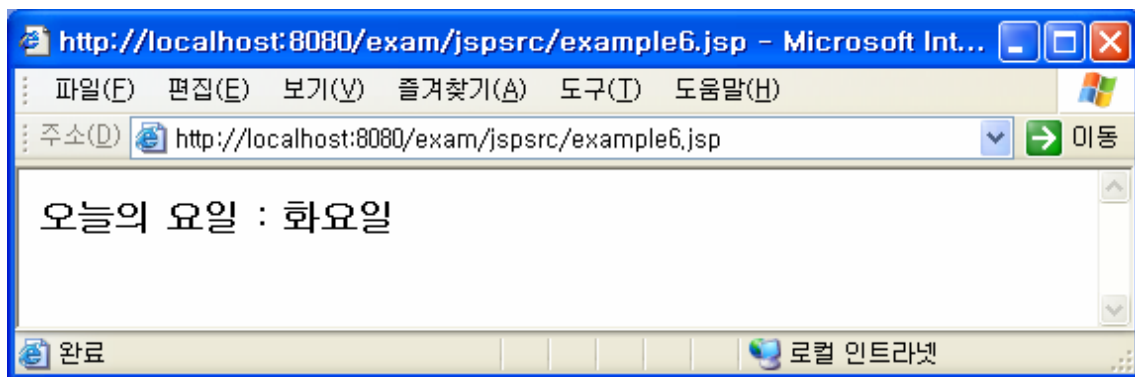 http://localhost:8080/exam/jspsrc/example6.jsp - Microsoft Int...
파일(F) 편집(E) 보기(V) 즐겨찾기(A) 도구(T) 도움말(H)
주소(D) http://localhost:8080/exam/jspsrc/example6.jsp 이동
오늘의 요일 : 화요일
완료 로컬 인트라넷